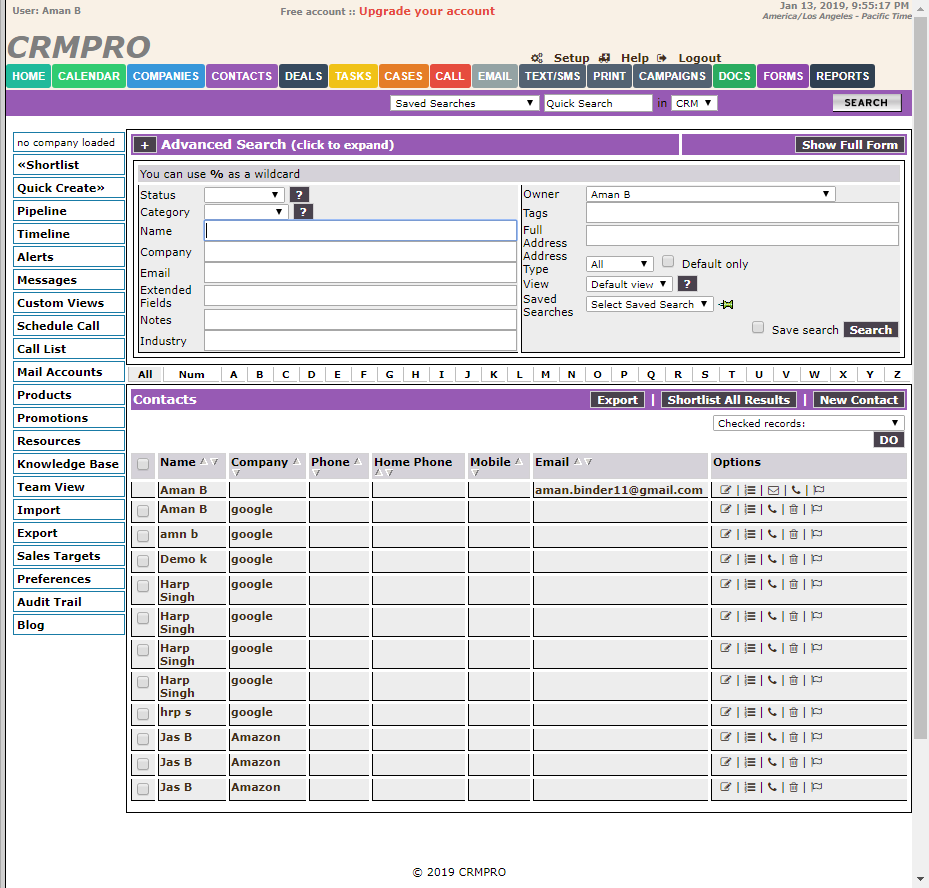 User: Aman B
Free account :: Upgrade your account
Jan 13, 2019, 9:55:17 PM
America/Los Angeles - Pacific Time
CRMPRO
Setup Help Logout
HOME CALENDAR COMPANIES CONTACTS DEALS TASKS CASES CALL EMAIL TEXT/SMS PRINT CAMPAIGNS DOCS FORMS REPORTS
Saved Searches Quick Search in CRM SEARCH
no company loaded
«Shortlist
Quick Create»
Pipeline
Timeline
Alerts
Messages
Custom Views
Schedule Call
Call List
Mail Accounts
Products
Promotions
Resources
Knowledge Base
Team View
Import
Export
Sales Targets
Preferences
Audit Trail
Blog
+ Advanced Search (click to expand) Show Full Form
You can use % as a wildcard
Status ?
Category ?
Name
Company
Email
Extended
Fields
Notes
Industry
Owner Aman B
Tags
Full
Address
Address
Type All Default only
View Default view ?
Saved
Searches Select Saved Search
Save search Search
All Num A B C D E F G H I J K L M N O P Q R S T U V W X Y Z
Contacts Export | Shortlist All Results | New Contact
Checked records:
DO
Name Company Phone Home Phone Mobile Email Options
Aman B aman.binder11@gmail.com | | | |
Aman B google | | | |
amn b google | | | |
Demo k google | | | |
Harp
Singh google | | | |
Harp
Singh google | | | |
Harp
Singh google | | | |
Harp
Singh google | | | |
hrp s google | | | |
Jas B Amazon | | | |
Jas B Amazon | | | |
Jas B Amazon | | | |
© 2019 CRMPRO